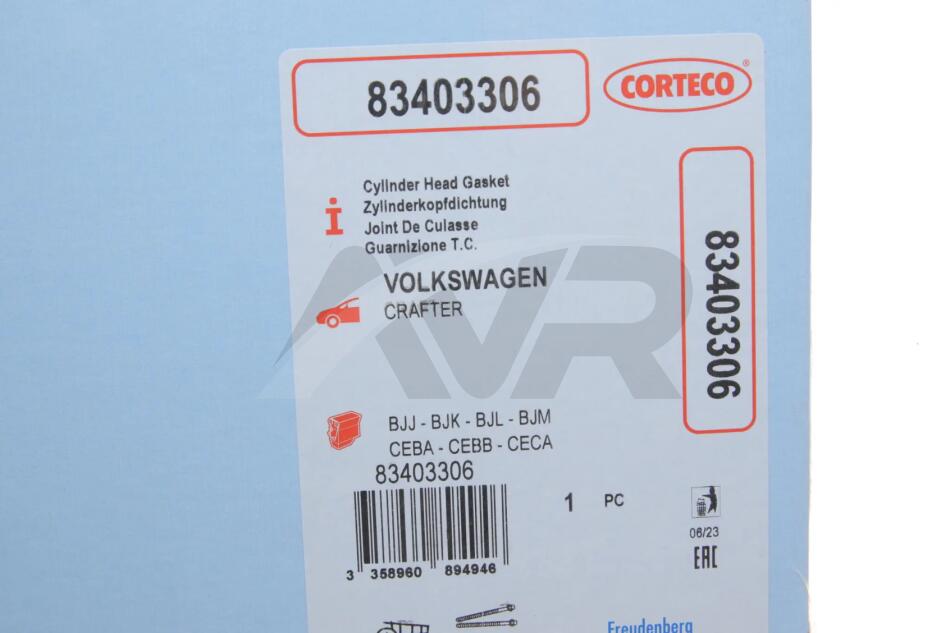 83403306
CORTECO®
Cylinder Head Gasket
Zylinderkopfdichtung
Joint De Culasse
Guarnizione T.C.
VOLKSWAGEN
CRAFTER
83403306
AVR
BJJ - BJK - BJL - BJM
CEBA - CEBB - CECA
83403306
1 PC
06/23
EAC
3 358960 894946
Freudenberg